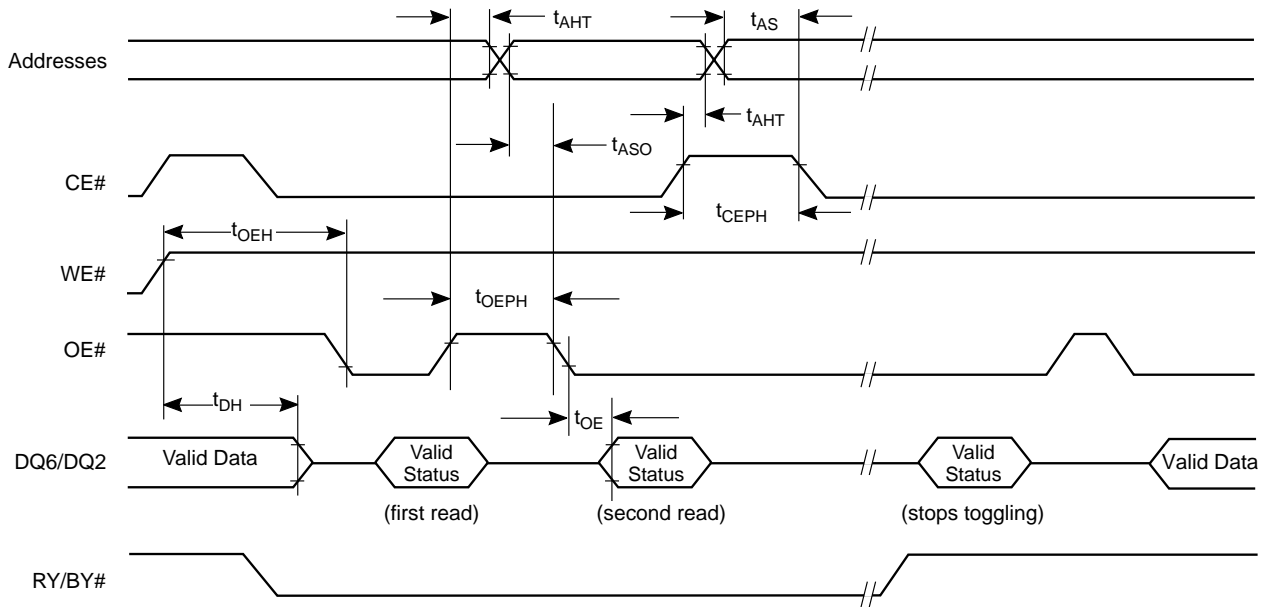 tAHT
tAS
Addresses
tAHT
tASO
CE#
tCEPH
tOEH
WE#
tOEPH
OE#
tDH
tOE
DQ6/DQ2
Valid Data
Valid
Status
Valid
Status
Valid
Status
Valid Data
(first read)
(second read)
(stops toggling)
RY/BY#